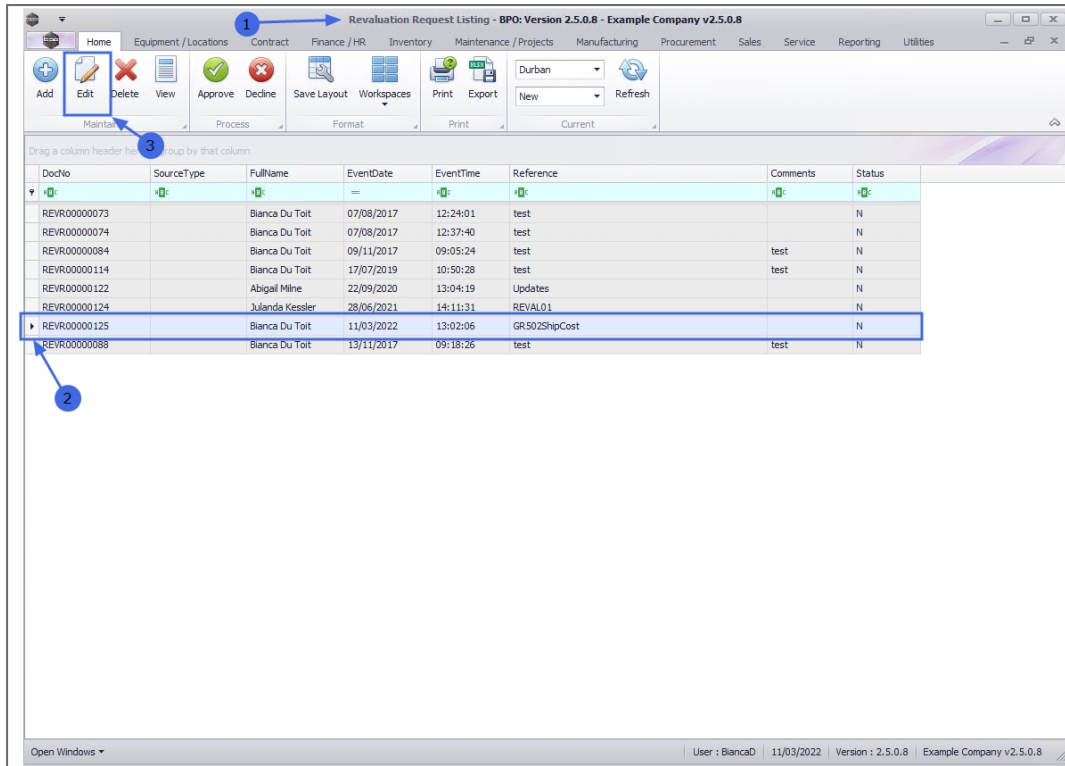 1 Revaluation Request Listing - BPO: Version 2.5.0.8 - Example Company v2.5.0.8
Home Equipment / Locations Contract Finance / HR Inventory Maintenance / Projects Manufacturing Procurement Sales Service Reporting Utilities
Durban
Add Edit Delete View Approve Decline Save Layout Workspaces Print Export New Refresh
Process Format Print Current
3
Drag a column header group by that column
DocNo SourceType FullName EventDate EventTime Reference Comments Status
=
REVR00000073 Bianca Du Toit 07/08/2017 12:24:01 test N
REVR00000074 Bianca Du Toit 07/08/2017 12:37:40 test N
REVR00000084 Bianca Du Toit 09/11/2017 09:05:24 test test N
REVR00000114 Bianca Du Toit 17/07/2019 10:50:28 test test N
REVR00000122 Abigail Milne 22/09/2020 13:04:19 Updates N
REVR00000124 Julanda Kessler 28/06/2021 14:11:31 REVAL01 N
REVR00000125 Bianca Du Toit 11/03/2022 13:02:06 GR502ShipCost N
REVR00000088 Bianca Du Toit 13/11/2017 09:18:26 test test N
2
Open Windows User : BiancaD 11/03/2022 Version : 2.5.0.8 Example Company v2.5.0.8